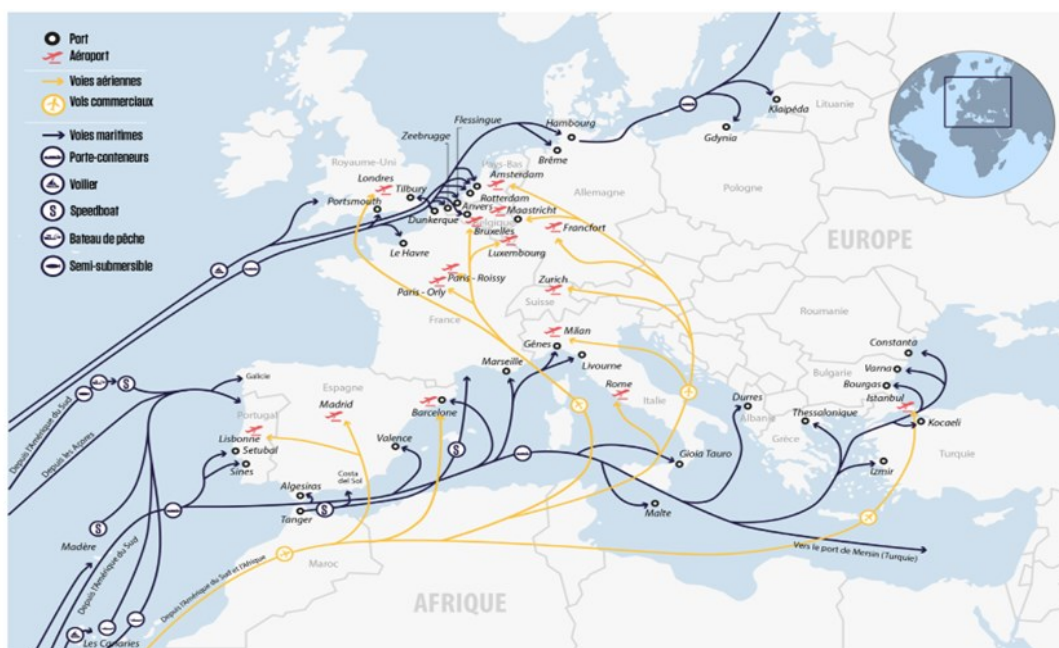 Port
Aéroport
Voies aériennes
Vols commerciaux
Voies maritimes
Porte-conteneurs
Voilier
Speedboat
Bateau de pêche
Semi-submersible
Lituanie
Klaipéda
Gdynia
Flessingue
Hambourg
Zeebrugge
Brême
Pays-Bas
Royaume-Uni
Amsterdam
Londres
Tilbury
Rotterdam
Allemagne
Pologne
Portsmouth
Anvers
Maastricht
Dunkerque
Belgique
Bruxelles
Francfort
Le Havre
Luxembourg
EUROPE
Paris - Roissy
Zurich
Paris - Orly
Suisse
France
Roumanie
Milan
Gênes
Constanta
Marseille
Livourne
Varna
Bulgarie
Bourgas
Galicie
Espagne
Rome
Italie
Istanbul
Madrid
Barcelone
Durres
Albanie
Kocaeli
Portugal
Thessalonique
Lisbonne
Valence
Grèce
Setubal
Turquie
Sines
Costa
del Sol
Gioia Tauro
Izmir
Algesiras
Tanger
Malte
Madère
Vers le port de Mersin (Turquie)
Maroc
AFRIQUE
Les Canaries
Depuis l'Amérique du Sud
Depuis les Açores
Depuis l'Amérique du Sud
Depuis l'Amérique du Sud et l'Afrique
S
S
S
S